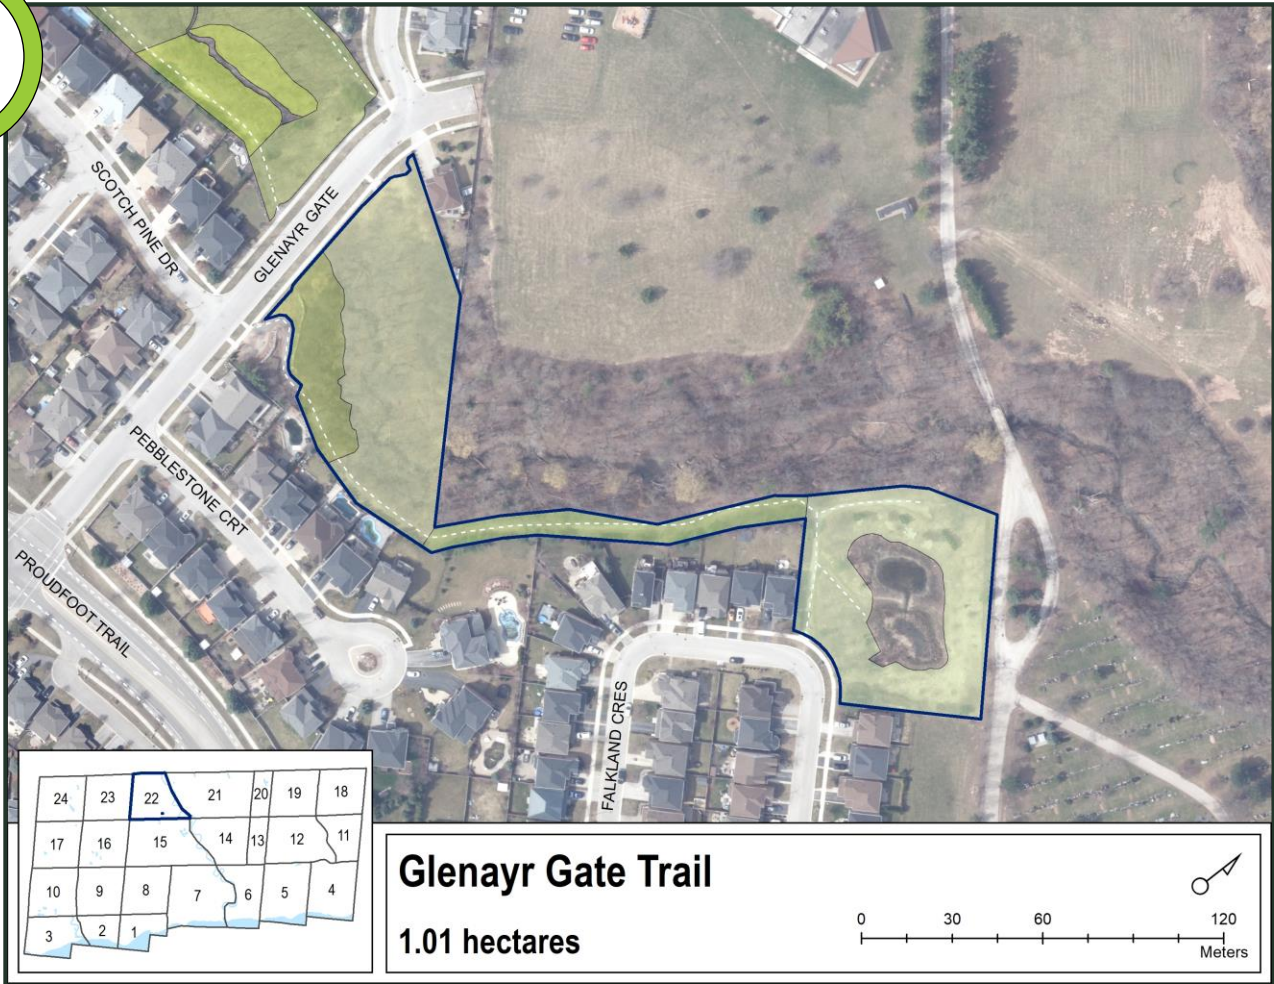 SCOTCH PINE DR
GLENAYR GATE
PEBBLESTONE CRT
PROUDFOOT TRAIL
FALKLAND CRES
24 23 22 21 20 19 18
17 16 15 14 13 12 11
10 9 8 7 6 5 4
3 2 1
Glenayr Gate Trail
1.01 hectares
0 30 60 120
Meters